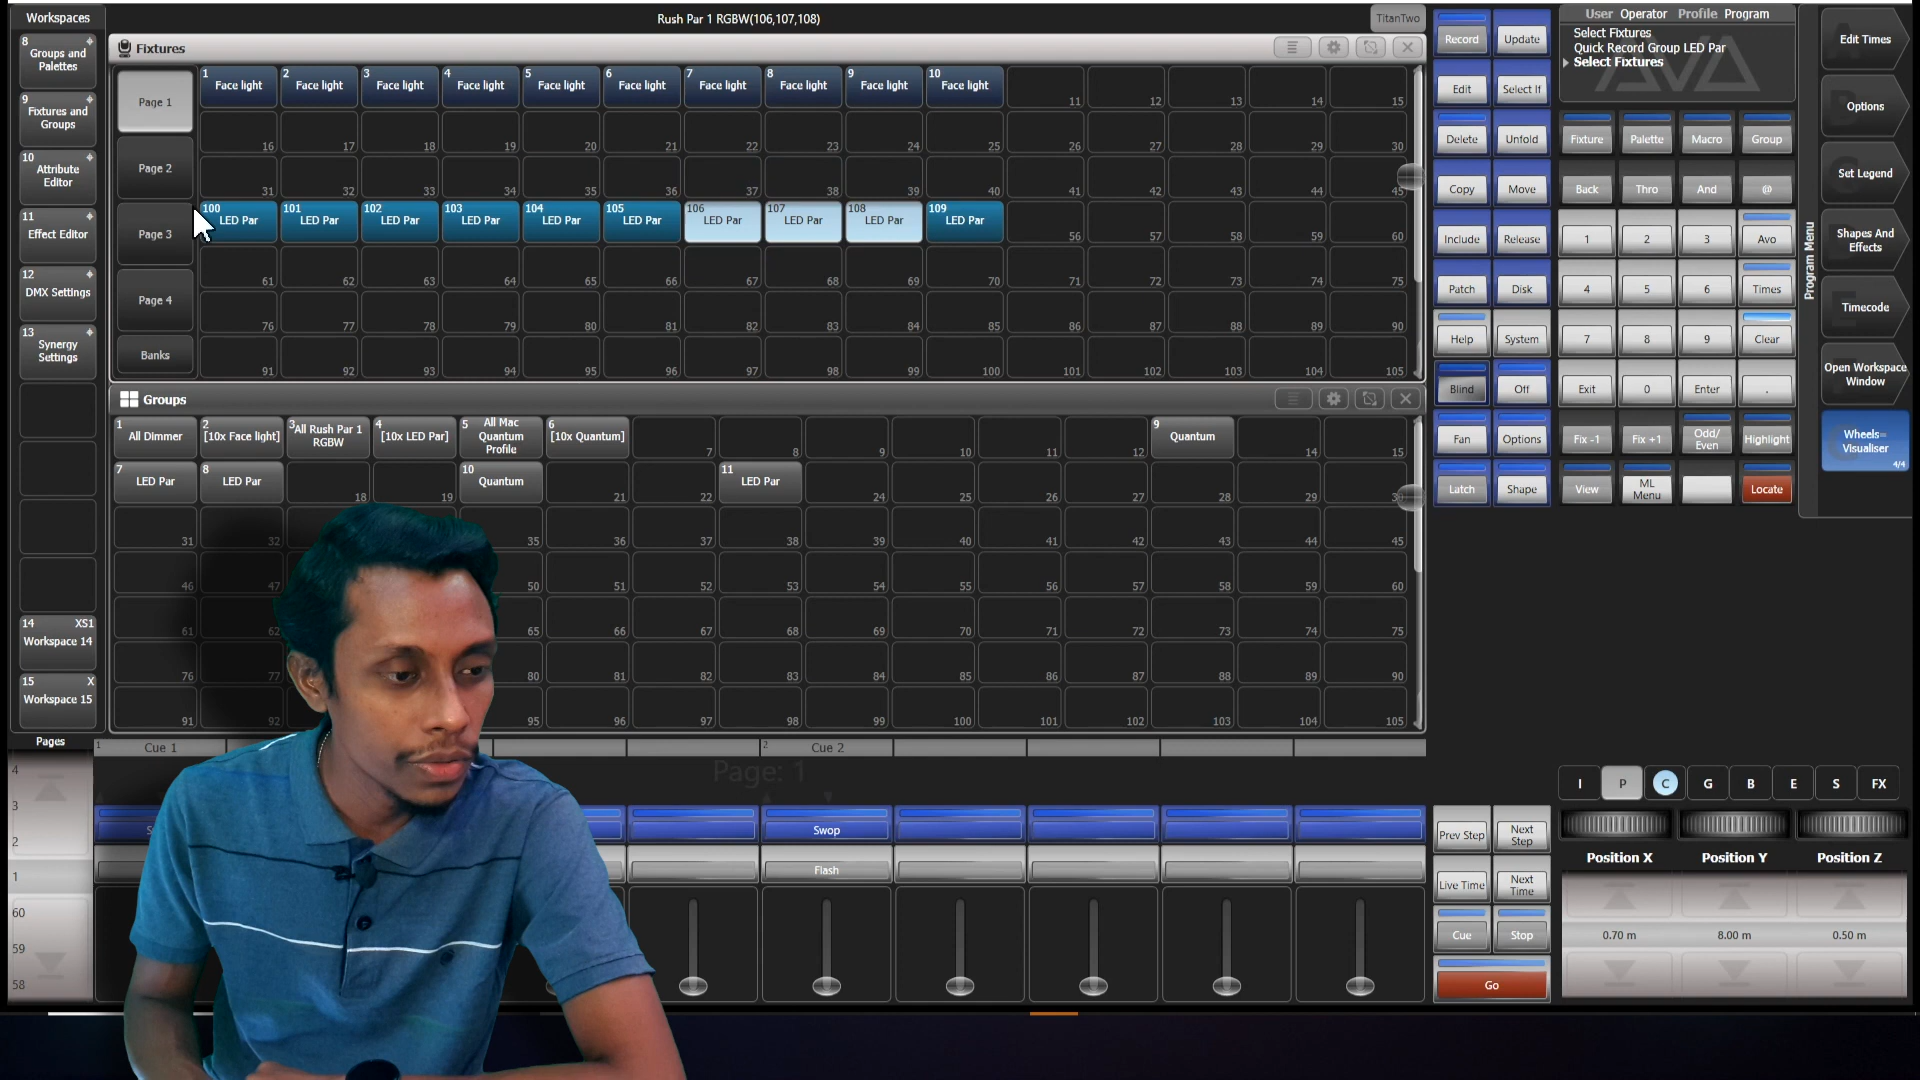 Workspaces
Rush Par 1 RGBW(106,107,108)
TitanTwo
User Operator Profile Program
Select Fixtures
Quick Record Group LED Par
Select Fixtures
8
Groups and
Palettes
9
Fixtures and
Groups
10
Attribute
Editor
11
Effect Editor
12
DMX Settings
13
Synergy
Settings
14 XS1
Workspace 14
15 X
Workspace 15
Pages
4
3
2
1
60
59
58
Fixtures
Page 1
Page 2
Page 3
Page 4
Banks
1 2 3 4 5 6 7 8 9 10
Face light Face light Face light Face light Face light Face light Face light Face light Face light Face light
11 12 13 14 15
16 17 18 19 20 21 22 23 24 25 26 27 28 29 30
31 32 33 34 35 36 37 38 39 40 41 42 43 44 45
100 101 102 103 104 105 106 107 108 109
LED Par LED Par LED Par LED Par LED Par LED Par LED Par LED Par LED Par LED Par
56 57 58 59 60
61 62 63 64 65 66 67 68 69 70 71 72 73 74 75
76 77 78 79 80 81 82 83 84 85 86 87 88 89 90
91 92 93 94 95 96 97 98 99 100 101 102 103 104 105
Groups
1 All Dimmer
2 [10x Face light]
3 All Rush Par 1
RGBW
4 [10x LED Par]
5 All Mac
Quantum
Profile
6 [10x Quantum]
7 8 9 10 11 12
9 Quantum
14 15
7 LED Par
8 LED Par
18 19
10 Quantum
21 22
11 LED Par
24 25 26 27 28 29
31 32 35 36 37 38 39 40 41 42 43 44 45
46 47 50 51 52 53 54 55 56 57 58 59 60
61 62 65 66 67 68 69 70 71 72 73 74 75
76 77 80 81 82 83 84 85 86 87 88 89 90
91 92 95 96 97 98 99 100 101 102 103 104 105
1 Cue 1
2 Cue 2
Page: 1
Swop
Flash
Record Update
Edit Select If
Delete Unfold
Copy Move
Include Release
Patch Disk
Help System
Blind Off
Fan Options
Latch Shape
Fixture Palette Macro Group
Back Thro And @
1 2 3 Avo
4 5 6 Times
7 8 9 Clear
Exit 0 Enter .
Fix -1 Fix +1 Odd/
Even Highlight
View ML
Menu Locate
Program Menu
Edit Times
Options
Set Legend
Shapes And
Effects
Timecode
Open Workspace
Window
Wheels=
Visualiser
4/4
I P C G B E S FX
Prev Step Next
Step
Live Time Next
Time
Cue Stop
Go
Position X Position Y Position Z
0.70 m 8.00 m 0.50 m